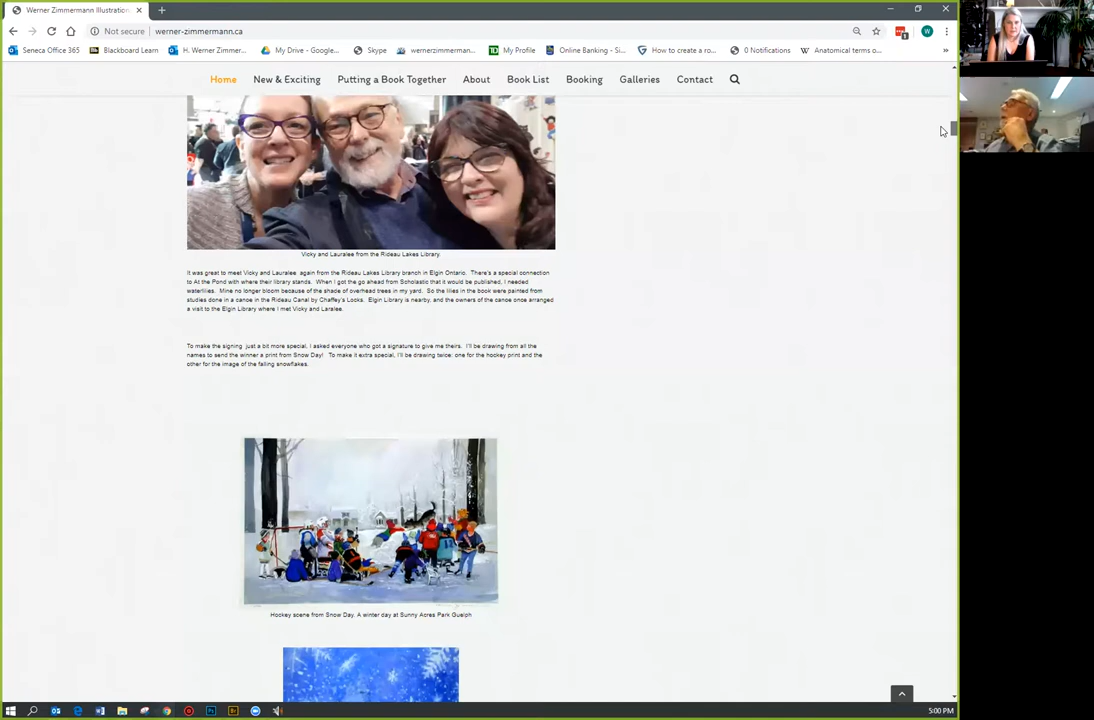 Werner Zimmermann Illustration
Not secure
werner-zimmermann.ca
Seneca Office 365
Blackboard Learn
H. Werner Zimmer...
My Drive - Google...
Skype
wernerzimmerman...
TD
My Profile
Online Banking - Si...
How to create a ro...
0 Notifications
W
Anatomical terms o...
»
Home
New & Exciting
Putting a Book Together
About
Book List
Booking
Galleries
Contact
Vicky and Lauralee from the Rideau Lakes Library.
It was great to meet Vicky and Lauralee again from the Rideau Lakes Library branch in Elgin Ontario. There's a special connection
to At the Pond with where their library stands. When I got the go ahead from Scholastic that it would be published, I needed
waterlilies. Mine no longer bloom because of the shade of overhead trees in my yard. So the lilies in the book were painted from
studies done in a canoe in the Rideau Canal by Chaffey's Locks. Elgin Library is nearby, and the owners of the canoe once arranged
a visit to the Elgin Library where I met Vicky and Laralee.
To make the signing just a bit more special, I asked everyone who got a signature to give me theirs. I'll be drawing from all the
names to send the winner a print from Snow Day! To make it extra special, I'll be drawing twice: one for the hockey print and the
other for the image of the falling snowflakes.
Hockey scene from Snow Day. A winter day at Sunny Acres Park Guelph
5:00 PM